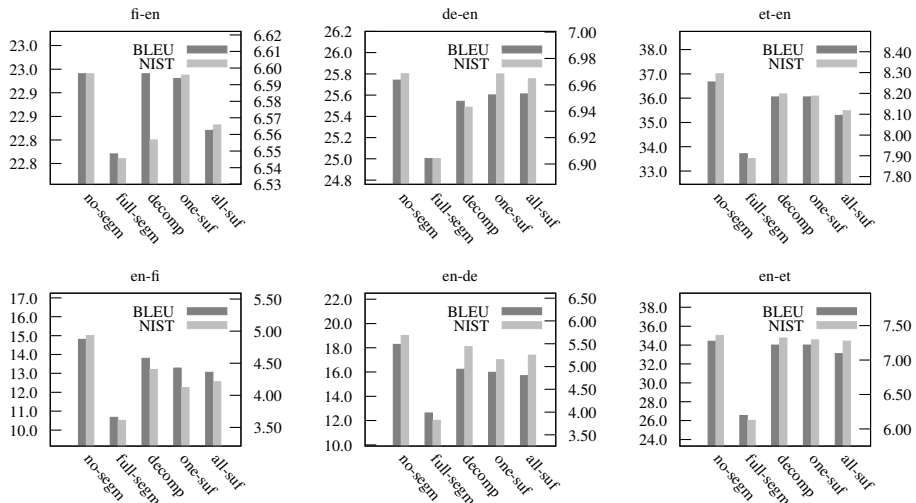 fi-en
23.0
23.0
22.9
22.9
22.8
22.8
BLEU
NIST
6.62
6.61
6.60
6.59
6.58
6.57
6.56
6.55
6.54
6.53
no-segm
full-segm
decomp
one-suf
all-suf
de-en
26.2
26.0
25.8
25.6
25.4
25.2
25.0
24.8
BLEU
NIST
7.00
6.98
6.96
6.94
6.92
6.90
no-segm
full-segm
decomp
one-suf
all-suf
et-en
38.0
37.0
36.0
35.0
34.0
33.0
BLEU
NIST
8.40
8.30
8.20
8.10
8.00
7.90
7.80
no-segm
full-segm
decomp
one-suf
all-suf
en-fi
17.0
16.0
15.0
14.0
13.0
12.0
11.0
10.0
BLEU
NIST
5.50
5.00
4.50
4.00
3.50
no-segm
full-segm
decomp
one-suf
all-suf
en-de
22.0
20.0
18.0
16.0
14.0
12.0
10.0
BLEU
NIST
6.50
6.00
5.50
5.00
4.50
4.00
3.50
no-segm
full-segm
decomp
one-suf
all-suf
en-et
38.0
36.0
34.0
32.0
30.0
28.0
26.0
24.0
BLEU
NIST
7.50
7.00
6.50
6.00
no-segm
full-segm
decomp
one-suf
all-suf